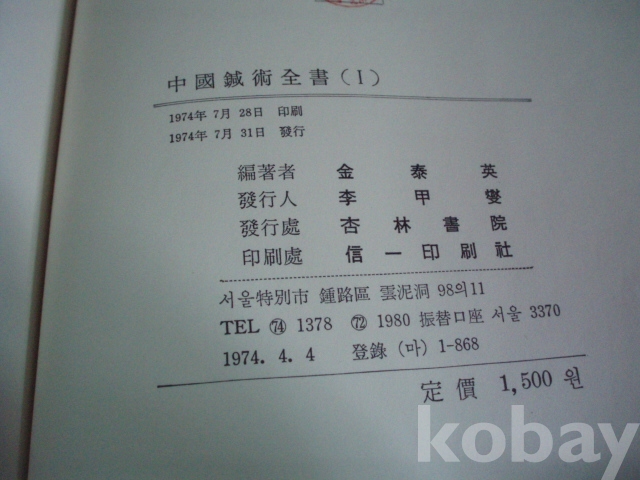 中國鍼術全書(I)
1974年 7月 28日 印刷
1974年 7月 31日 發行
編著者 金泰英
發行人 李甲燮
發行處 杏林書院
印刷處 信一印刷社
서울特別市 鍾路區 雲泥洞 98의11
TEL ㉔ 1378 ㉒ 1980 振替口座 서울 3370
1974. 4. 4 登錄 (마) 1-868
定價 1,500원
kobay